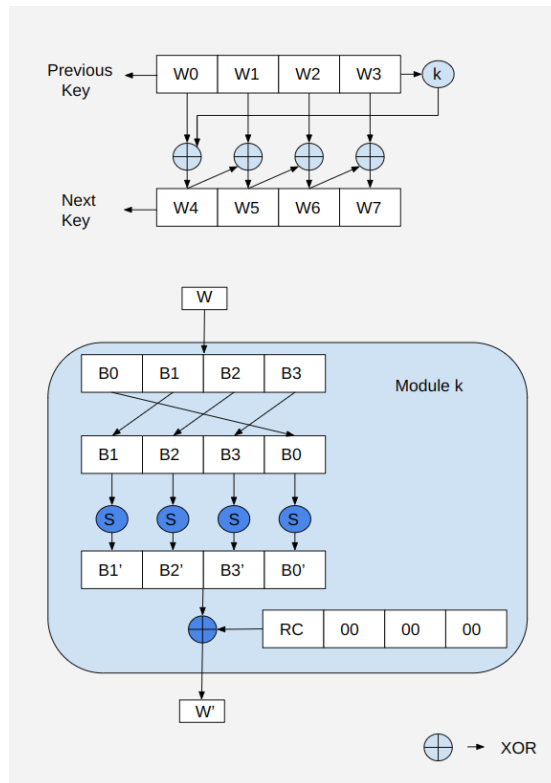 Previous Key
W0 W1 W2 W3 k
Next Key
W4 W5 W6 W7
W
B0 B1 B2 B3
Module k
B1 B2 B3 B0
S S S S
B1’ B2’ B3’ B0’
RC 00 00 00
W’
XOR